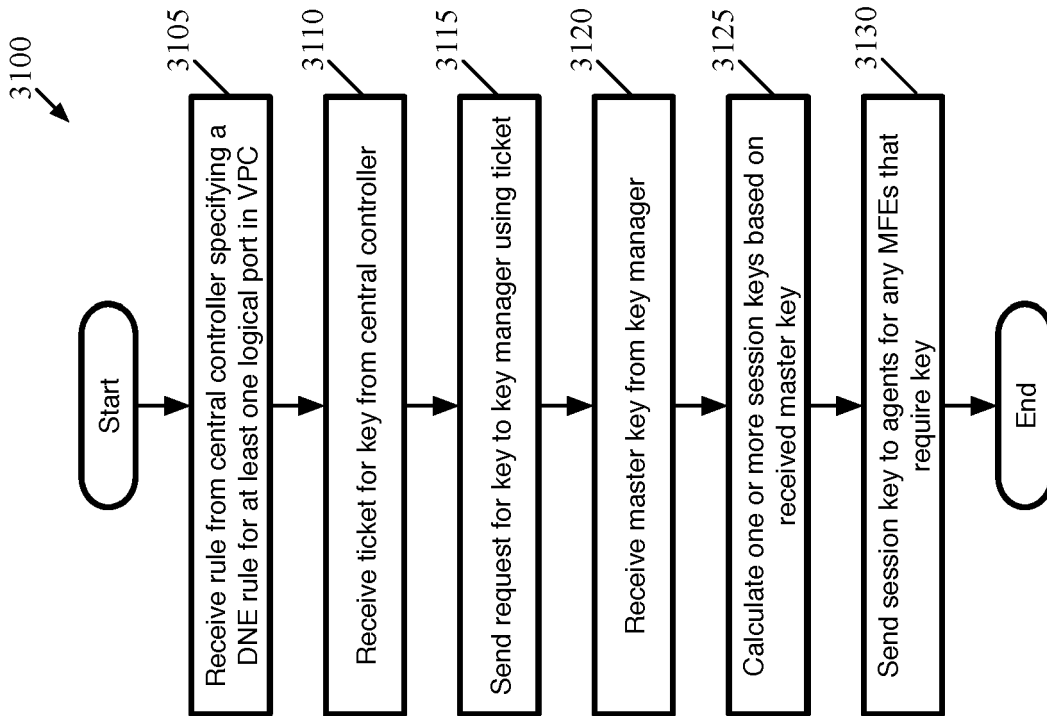 3100
Start
3105
Receive rule from central controller specifying a
DNE rule for at least one logical port in VPC
3110
Receive ticket for key from central controller
3115
Send request for key to key manager using ticket
3120
Receive master key from key manager
3125
Calculate one or more session keys based on
received master key
3130
Send session key to agents for any MFEs that
require key
End